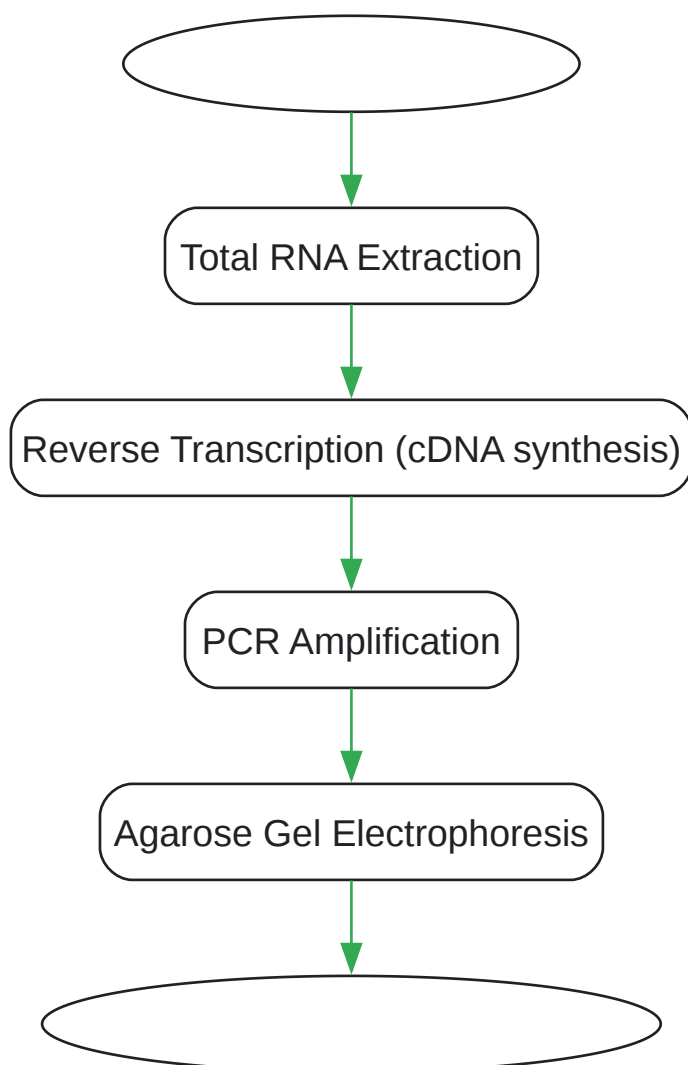 Total RNA Extraction
Reverse Transcription (cDNA synthesis)
PCR Amplification
Agarose Gel Electrophoresis